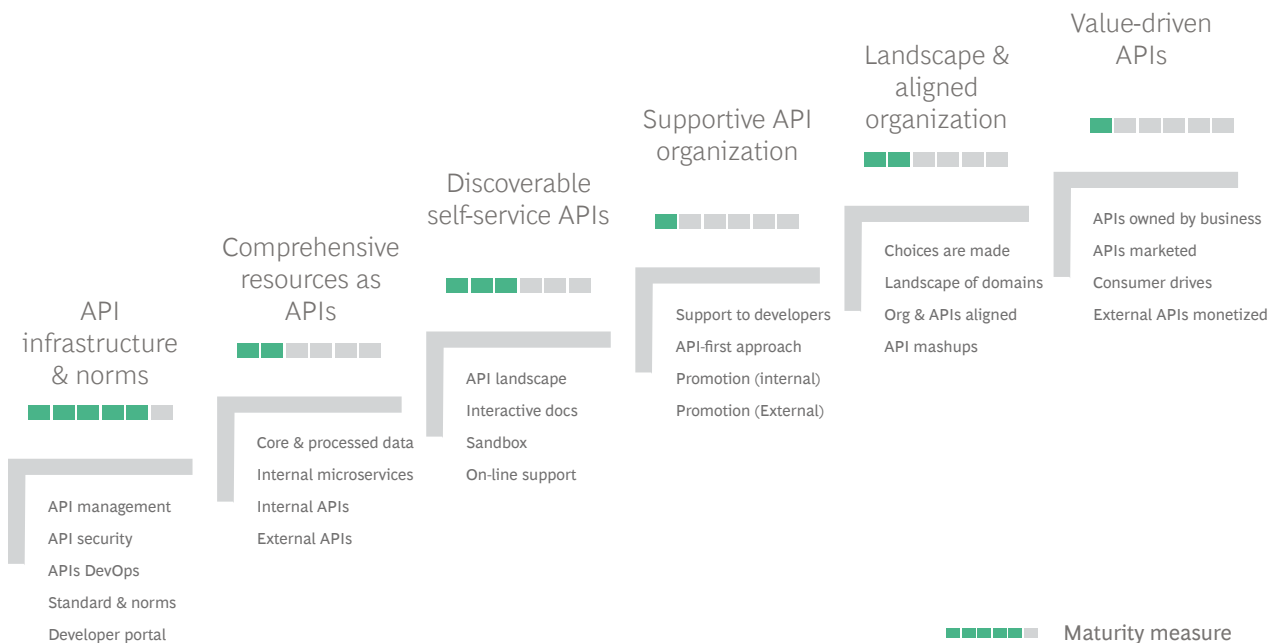 API
infrastructure
& norms
API management
API security
APIs DevOps
Standard & norms
Developer portal
Comprehensive
resources as
APIs
Core & processed data
Internal microservices
Internal APIs
External APIs
Discoverable
self-service APIs
API landscape
Interactive docs
Sandbox
On-line support
Supportive API
organization
Support to developers
API-first approach
Promotion (internal)
Promotion (External)
Landscape &
aligned
organization
Choices are made
Landscape of domains
Org & APIs aligned
API mashups
Value-driven
APIs
APIs owned by business
APIs marketed
Consumer drives
External APIs monetized
Maturity measure